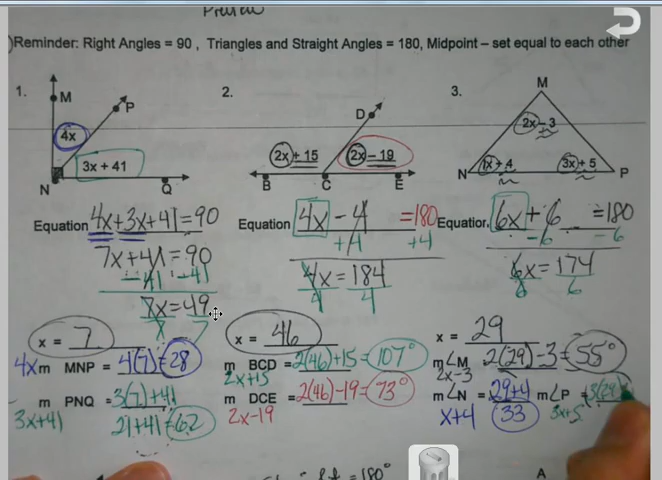 Preview
Reminder: Right Angles = 90 , Triangles and Straight Angles = 180, Midpoint – set equal to each other
1.
M
P
4x
3x + 41
N
Q
Equation 4x+3x+41=90
7x+41=90
-41 -41
7x=49
7 7
x = 7
4x m MNP = 4(7)=28
m PNQ = 3(7)+41
3x+41 21+41=62
2.
D
2x + 15
2x – 19
B
C
E
Equation 4x - 4 =180
+4 +4
4x = 184
4 4
x = 46
m BCD = 2(46)+15=107°
2x+15
m DCE = 2(46)-19=73°
2x-19
3.
M
2x – 3
1x + 4
3x + 5
N
P
Equation 6x + 6 =180
-6 -6
6x= 174
6 6
x = 29
m∠M 2(29)-3=55°
2x-3
m∠N = 29+4 m∠P = 3(29)
x+4 33 3x+5
=180°
A